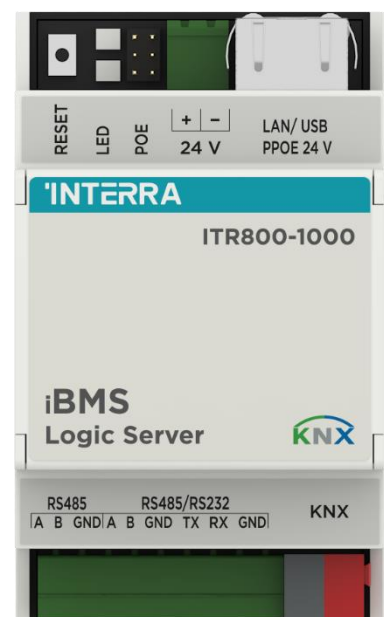 RESET
LED
POE
+ -
24 V
LAN/ USB
PPOE 24 V
INTERRA
ITR800-1000
iBMS
Logic Server
KNX
RS485 RS485/RS232
A B GND A B GND TX RX GND
KNX